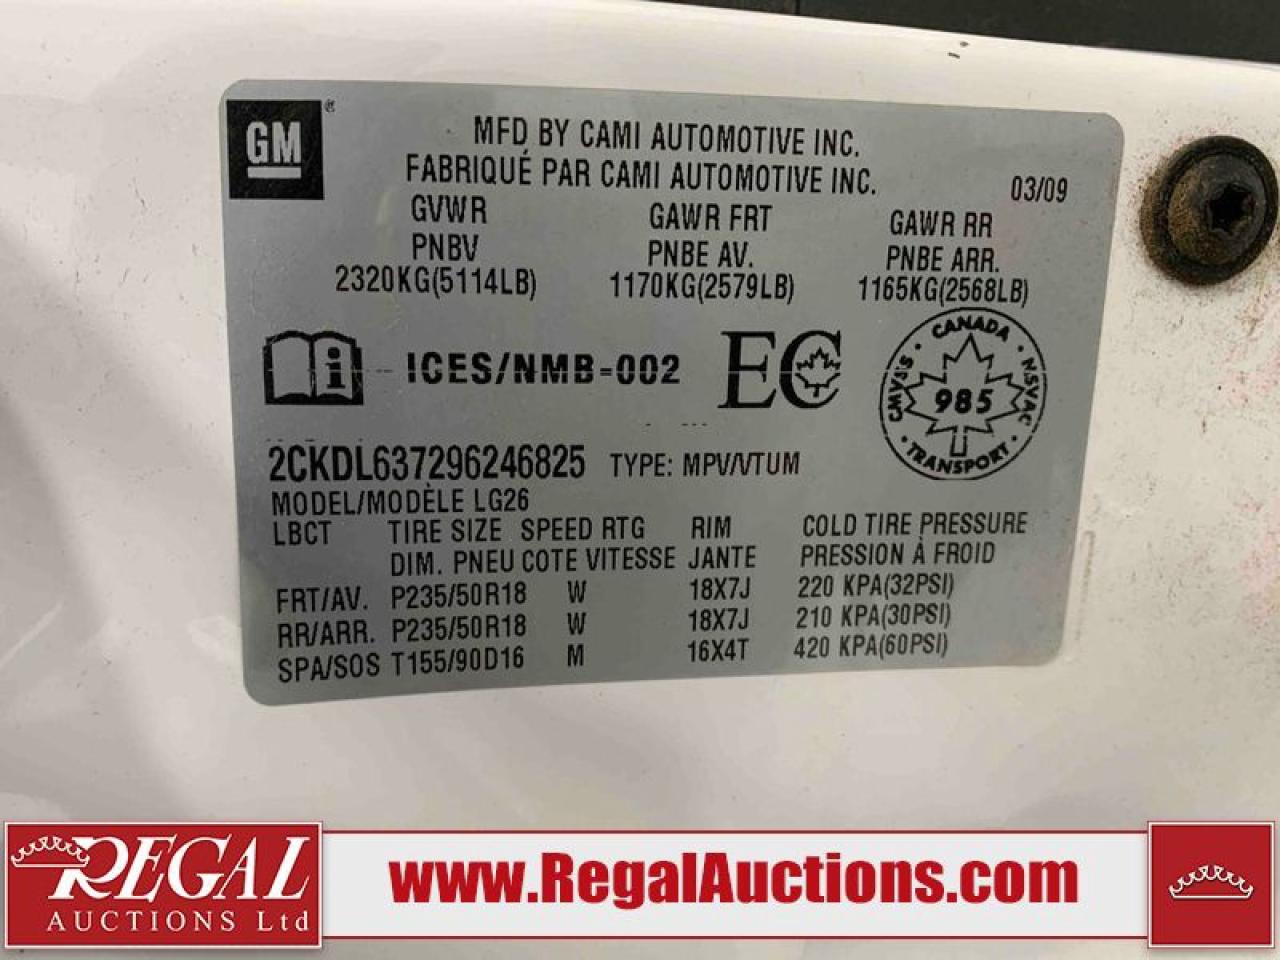 GM®
MFD BY CAMI AUTOMOTIVE INC.
FABRIQUÉ PAR CAMI AUTOMOTIVE INC.
03/09
GVWR GAWR FRT GAWR RR
PNBV PNBE AV. PNBE ARR.
2320KG(5114LB) 1170KG(2579LB) 1165KG(2568LB)
i ICES/NMB-002 EC
CANADA
CMVSS 985 NSVAC
TRANSPORT
2CKDL637296246825 TYPE: MPV/VTUM
MODEL/MODÈLE LG26
LBCT TIRE SIZE SPEED RTG RIM COLD TIRE PRESSURE
DIM. PNEU COTE VITESSE JANTE PRESSION À FROID
FRT/AV. P235/50R18 W 18X7J 220 KPA(32PSI)
RR/ARR. P235/50R18 W 18X7J 210 KPA(30PSI)
SPA/SOS T155/90D16 M 16X4T 420 KPA(60PSI)
REGAL
AUCTIONS Ltd
www.RegalAuctions.com